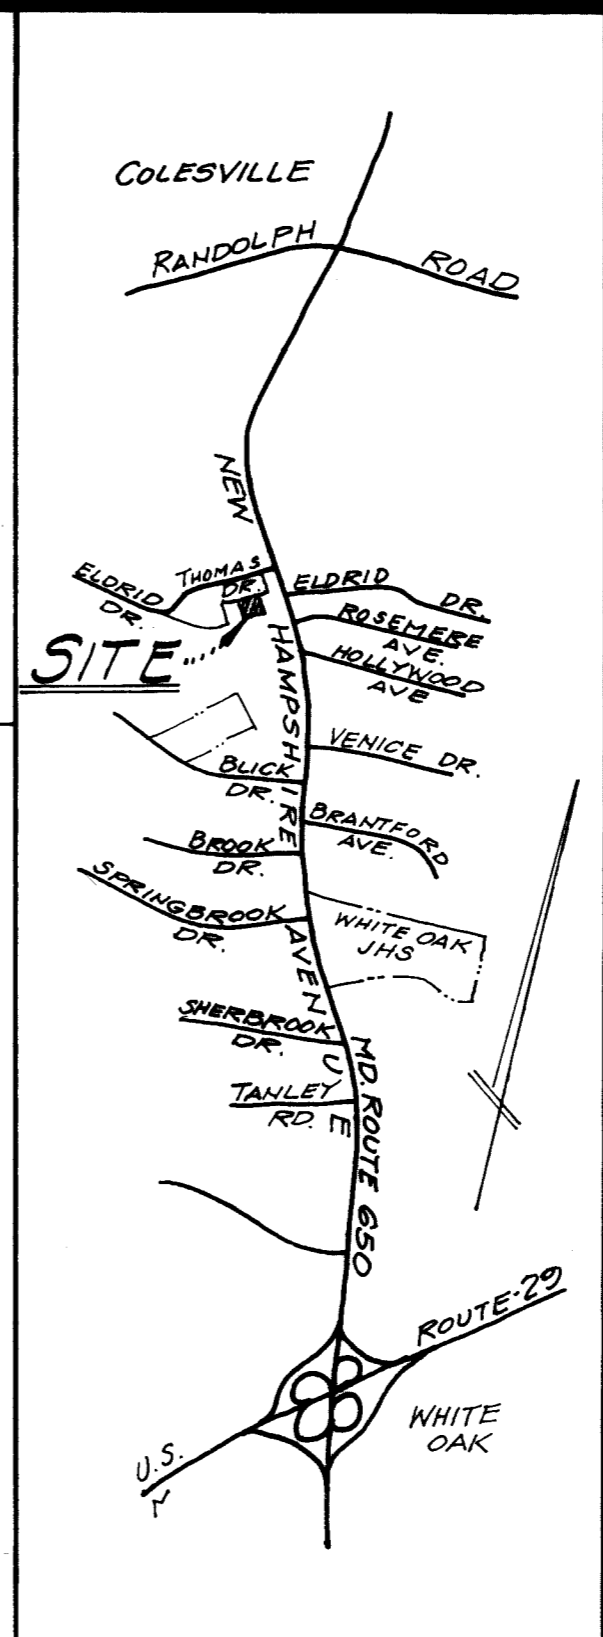 COLESVILLE
RANDOLPH ROAD
NEW HAMPSHIRE AVENUE
THOMAS DR.
ELDRID DR.
ELDRID DR.
SITE
ROSEMERE AVE.
HOLLYWOOD AVE
VENICE DR.
BLICK DR.
BRANTFORD AVE.
BROOK DR.
SPRINGBROOK DR.
WHITE OAK
JHS
SHERBROOK DR.
MD. ROUTE 650
TANLEY RD.
U.S. ROUTE-29
WHITE
OAK